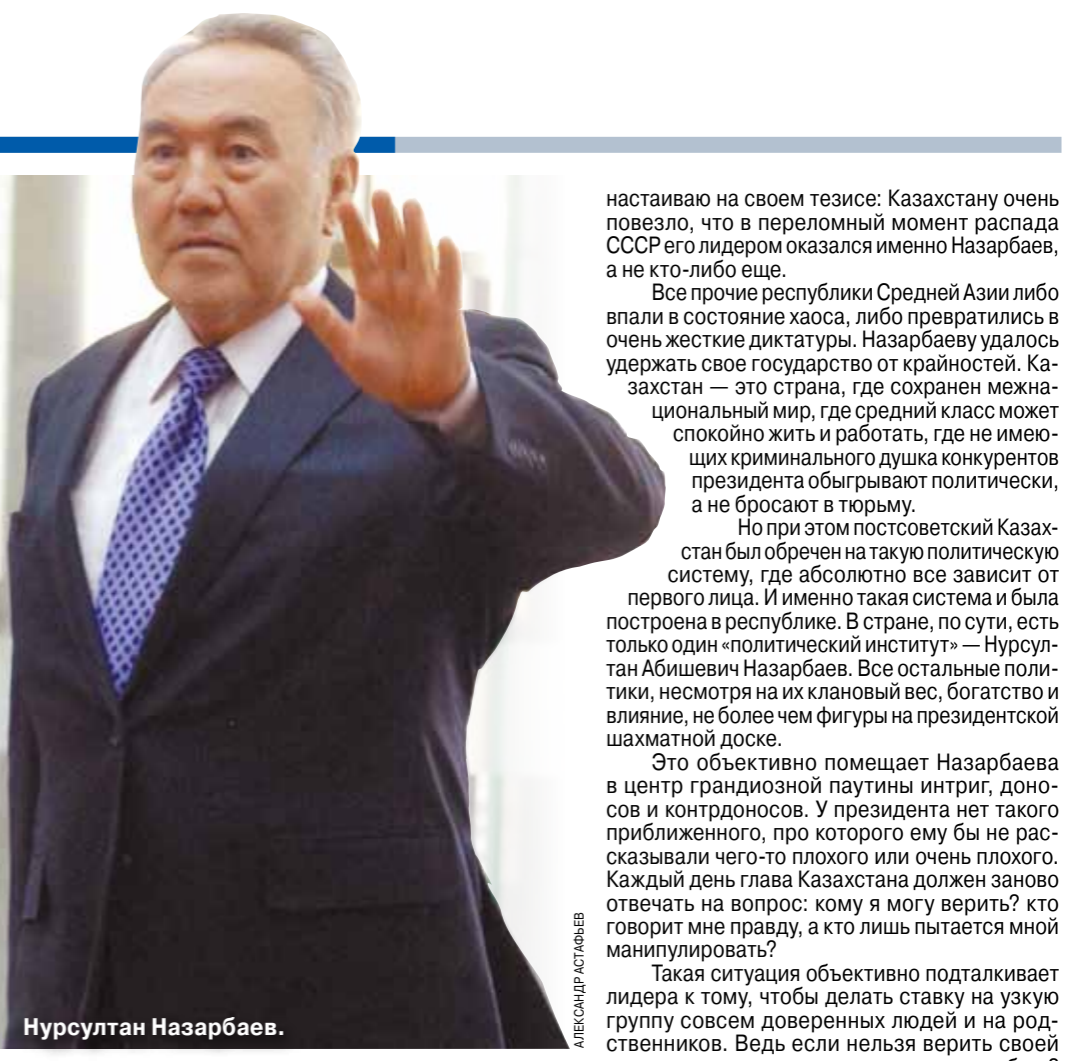 настаиваю на своем тезисе: Казахстану очень
повезло, что в переломный момент распада
СССР его лидером оказался именно Назарбаев,
а не кто-либо еще.
Все прочие республики Средней Азии либо
впали в состояние хаоса, либо превратились в
очень жесткие диктатуры. Назарбаеву удалось
удержать свое государство от крайностей. Ка-
захстан — это страна, где сохранен межна-
циональный мир, где средний класс может
спокойно жить и работать, где не имею-
щих криминального душка конкурентов
президента обыгрывают политически,
а не бросают в тюрьму.
Но при этом постсоветский Казах-
стан был обречен на такую политическую
систему, где абсолютно все зависит от
первого лица. И именно такая система и была
построена в республике. В стране, по сути, есть
только один «политический институт» — Нурсул-
тан Абишевич Назарбаев. Все остальные поли-
тики, несмотря на их клановый вес, богатство и
влияние, не более чем фигуры на президентской
шахматной доске.
Это объективно помещает Назарбаева
в центр грандиозной паутины интриг, доно-
сов и контрдоносов. У президента нет такого
приближенного, про которого ему бы не рас-
сказывали чего-то плохого или очень плохого.
Каждый день глава Казахстана должен заново
отвечать на вопрос: кому я могу верить? кто
говорит мне правду, а кто лишь пытается мной
манипулировать?
Такая ситуация объективно подталкивает
лидера к тому, чтобы делать ставку на узкую
группу совсем доверенных людей и на род-
ственников. Ведь если нельзя верить своей
Нурсултан Назарбаев.
АЛЕКСАНДР АСТАФЬЕВ